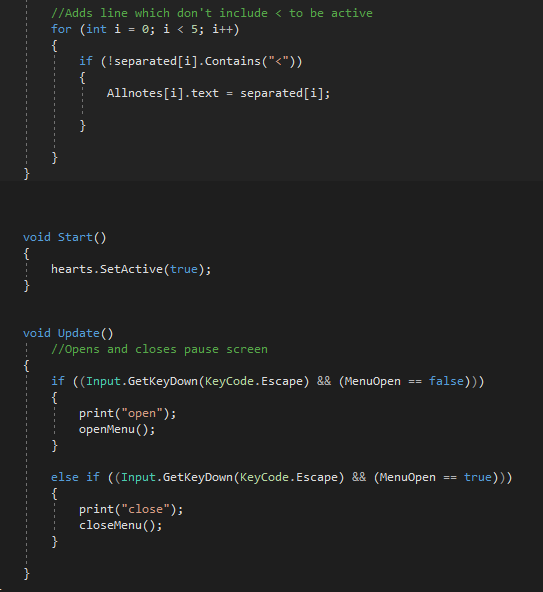 //Adds line which don't include < to be active
for (int i = 0; i < 5; i++)
{
if (!separated[i].Contains("<"))
{
Allnotes[i].text = separated[i];
}
}
}
void Start()
{
hearts.SetActive(true);
}
void Update()
//Opens and closes pause screen
{
if ((Input.GetKeyDown(KeyCode.Escape) && (MenuOpen == false)))
{
print("open");
openMenu();
}
else if ((Input.GetKeyDown(KeyCode.Escape) && (MenuOpen == true)))
{
print("close");
closeMenu();
}
}